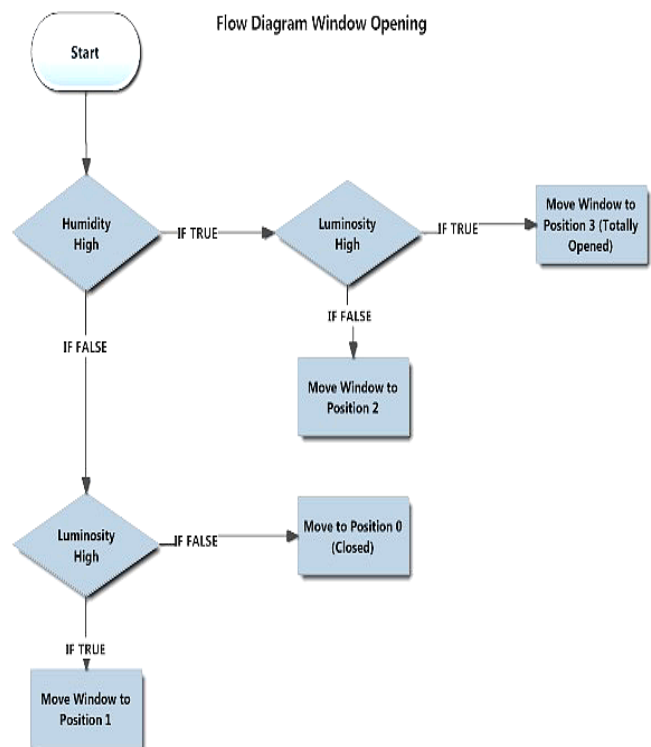 Flow Diagram Window Opening
Start
Humidity
High
IF TRUE
Luminosity
High
IF TRUE
Move Window to
Position 3 (Totally
Opened)
IF FALSE
Move Window to
Position 2
IF FALSE
Luminosity
High
IF FALSE
Move to Position 0
(Closed)
IF TRUE
Move Window to
Position 1